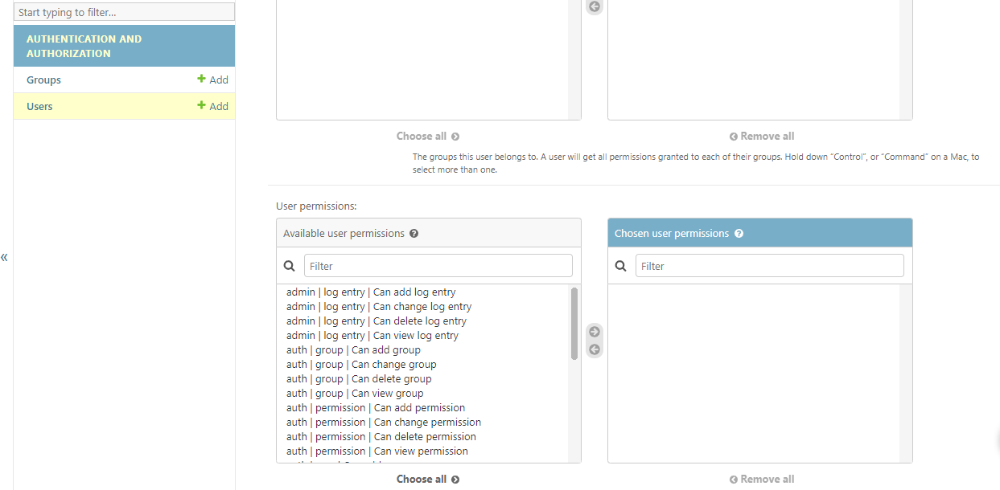 Start typing to filter...
AUTHENTICATION AND
AUTHORIZATION
Groups
Add
Users
Add
«
Choose all
Remove all
The groups this user belongs to. A user will get all permissions granted to each of their groups. Hold down “Control”, or “Command” on a Mac, to
select more than one.
User permissions:
Available user permissions
Filter
admin | log entry | Can add log entry
admin | log entry | Can change log entry
admin | log entry | Can delete log entry
admin | log entry | Can view log entry
auth | group | Can add group
auth | group | Can change group
auth | group | Can delete group
auth | group | Can view group
auth | permission | Can add permission
auth | permission | Can change permission
auth | permission | Can delete permission
auth | permission | Can view permission
Choose all
Chosen user permissions
Filter
Remove all